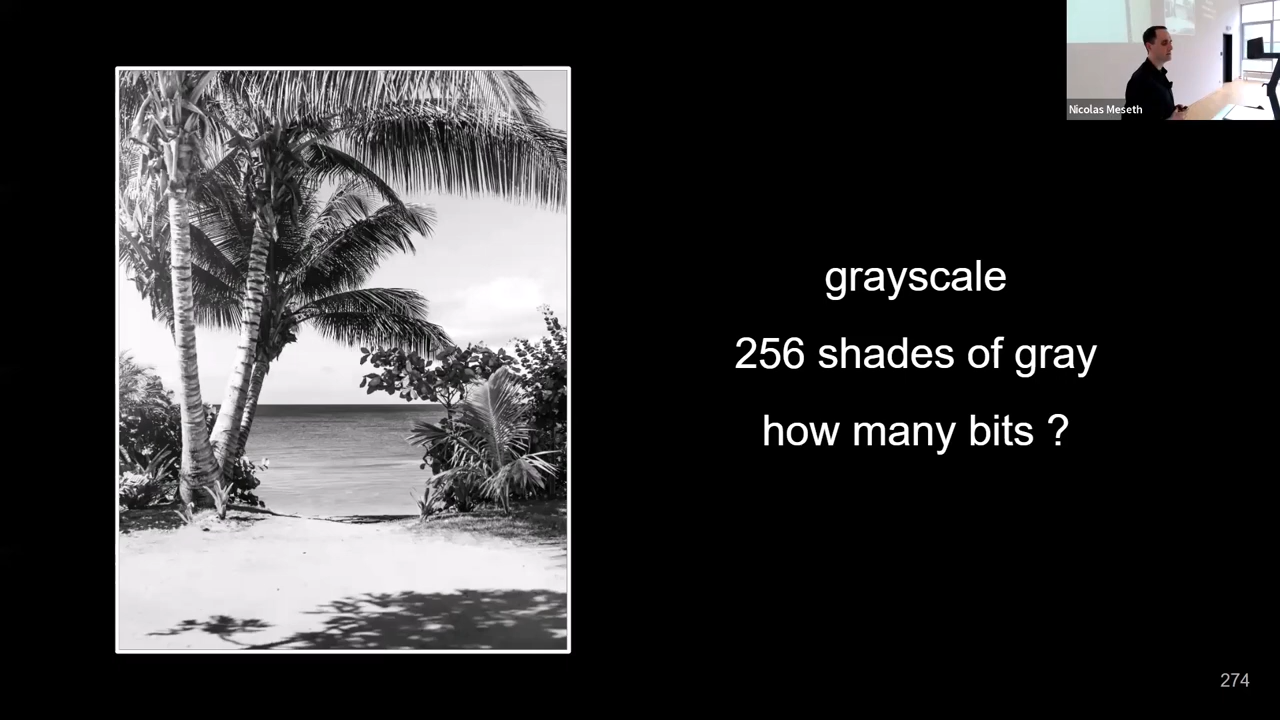 Nicolas Meseth
grayscale
256 shades of gray
how many bits ?
274